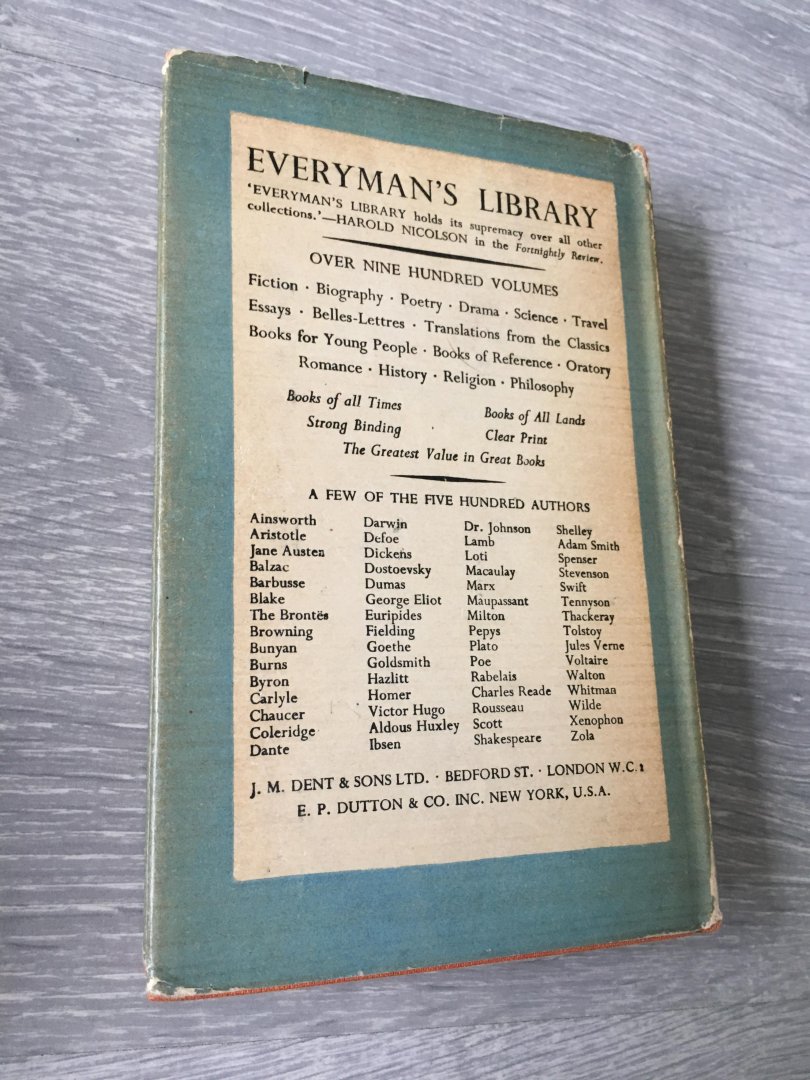 EVERYMAN'S LIBRARY
'EVERYMAN'S LIBRARY holds its supremacy over all other
collections.'—HAROLD NICOLSON in the Fortnightly Review.
OVER NINE HUNDRED VOLUMES
Fiction · Biography · Poetry · Drama · Science · Travel
Essays · Belles-Lettres · Translations from the Classics
Books for Young People · Books of Reference · Oratory
Romance · History · Religion · Philosophy
Books of all Times
Books of All Lands
Strong Binding
Clear Print
The Greatest Value in Great Books
A FEW OF THE FIVE HUNDRED AUTHORS
Ainsworth
Aristotle
Jane Austen
Balzac
Barbusse
Blake
The Brontës
Browning
Bunyan
Burns
Byron
Carlyle
Chaucer
Coleridge
Dante
Darwin
Defoe
Dickens
Dostoevsky
Dumas
George Eliot
Euripides
Fielding
Goethe
Goldsmith
Hazlitt
Homer
Victor Hugo
Aldous Huxley
Ibsen
Dr. Johnson
Lamb
Loti
Macaulay
Marx
Maupassant
Milton
Pepys
Plato
Poe
Rabelais
Charles Reade
Rousseau
Scott
Shakespeare
Shelley
Adam Smith
Spenser
Stevenson
Swift
Tennyson
Thackeray
Tolstoy
Jules Verne
Voltaire
Walton
Whitman
Wilde
Xenophon
Zola
J. M. DENT & SONS LTD. · BEDFORD ST. · LONDON W.C.2
E. P. DUTTON & CO. INC. NEW YORK, U.S.A.